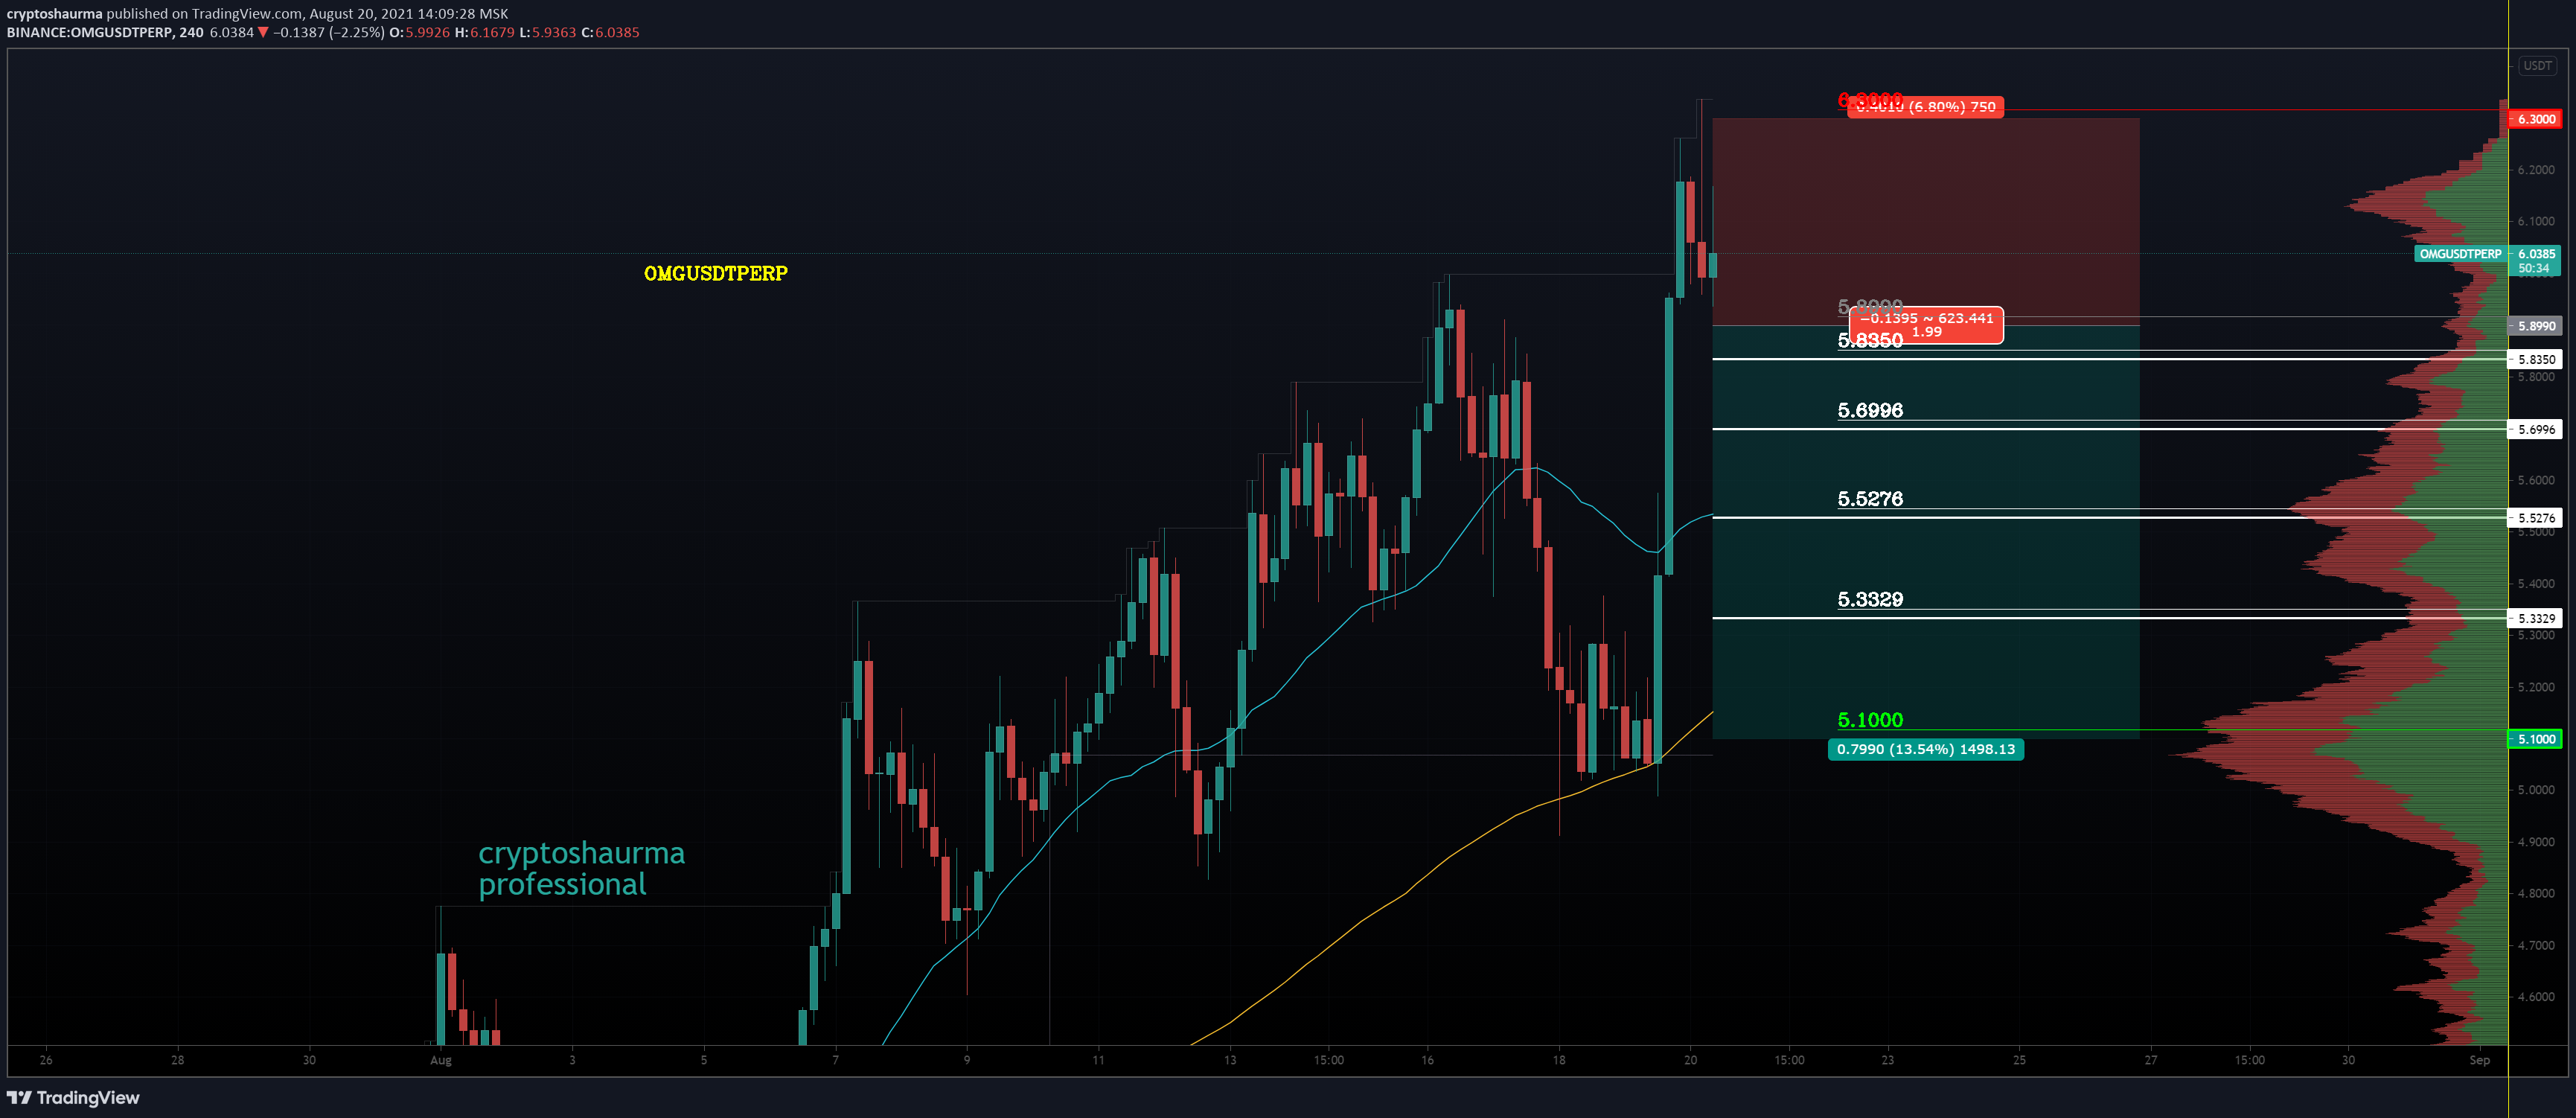 cryptoshaurma published on TradingView.com, August 20, 2021 14:09:28 MSK
BINANCE:OMGUSDTPERP, 240 6.0384 ▼ −0.1387 (−2.25%) O:5.9926 H:6.1679 L:5.9363 C:6.0385
USDT
6.3000
0.4010 (6.80%) 750
6.3000
6.2000
6.1000
OMGUSDTPERP
6.0385
50:34
OMGUSDTPERP
5.8990
−0.1395 ~ 623.441
1.99
5.8990
5.8350
5.8350
5.8000
5.6996
5.6996
5.6000
5.5276
5.5276
5.5000
5.4000
5.3329
5.3329
5.3000
5.2000
5.1000
5.1000
0.7990 (13.54%) 1498.13
5.0000
4.9000
cryptoshaurma
professional
4.8000
4.7000
4.6000
26 28 30 Aug 3 5 7 9 11 13 15:00 16 18 20 15:00 23 25 27 15:00 30 Sep
TradingView